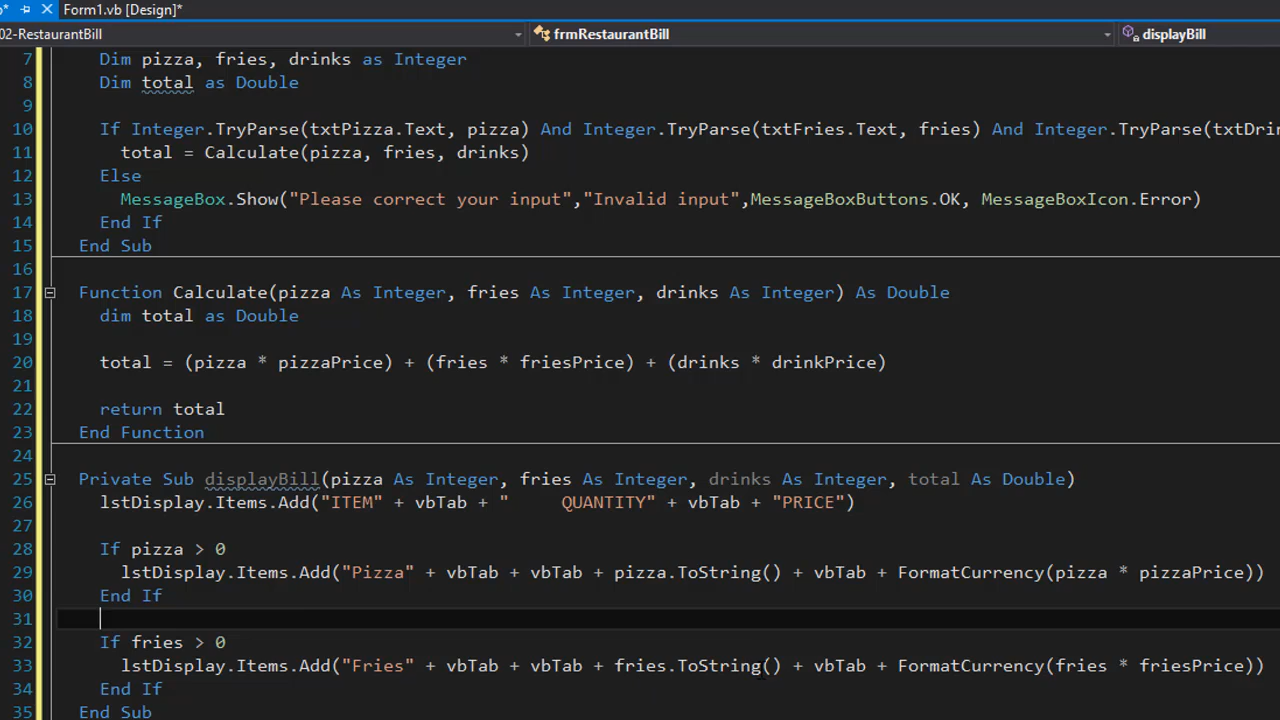 Form1.vb [Design]*
02-RestaurantBill frmRestaurantBill displayBill
7 Dim pizza, fries, drinks as Integer
8 Dim total as Double
9
10 If Integer.TryParse(txtPizza.Text, pizza) And Integer.TryParse(txtFries.Text, fries) And Integer.TryParse(txtDrin
11 total = Calculate(pizza, fries, drinks)
12 Else
13 MessageBox.Show("Please correct your input","Invalid input",MessageBoxButtons.OK, MessageBoxIcon.Error)
14 End If
15 End Sub
16
17 Function Calculate(pizza As Integer, fries As Integer, drinks As Integer) As Double
18 dim total as Double
19
20 total = (pizza * pizzaPrice) + (fries * friesPrice) + (drinks * drinkPrice)
21
22 return total
23 End Function
24
25 Private Sub displayBill(pizza As Integer, fries As Integer, drinks As Integer, total As Double)
26 lstDisplay.Items.Add("ITEM" + vbTab + "     QUANTITY" + vbTab + "PRICE")
27
28 If pizza > 0
29 lstDisplay.Items.Add("Pizza" + vbTab + vbTab + pizza.ToString() + vbTab + FormatCurrency(pizza * pizzaPrice))
30 End If
31
32 If fries > 0
33 lstDisplay.Items.Add("Fries" + vbTab + vbTab + fries.ToString() + vbTab + FormatCurrency(fries * friesPrice))
34 End If
35 End Sub